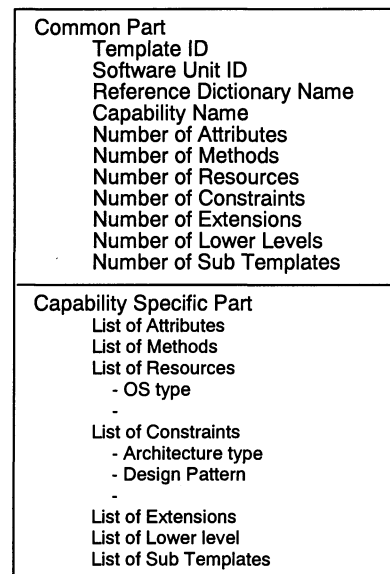 Common Part
Template ID
Software Unit ID
Reference Dictionary Name
Capability Name
Number of Attributes
Number of Methods
Number of Resources
Number of Constraints
Number of Extensions
Number of Lower Levels
Number of Sub Templates
Capability Specific Part
List of Attributes
List of Methods
List of Resources
- OS type
-
List of Constraints
- Architecture type
- Design Pattern
-
List of Extensions
List of Lower level
List of Sub Templates